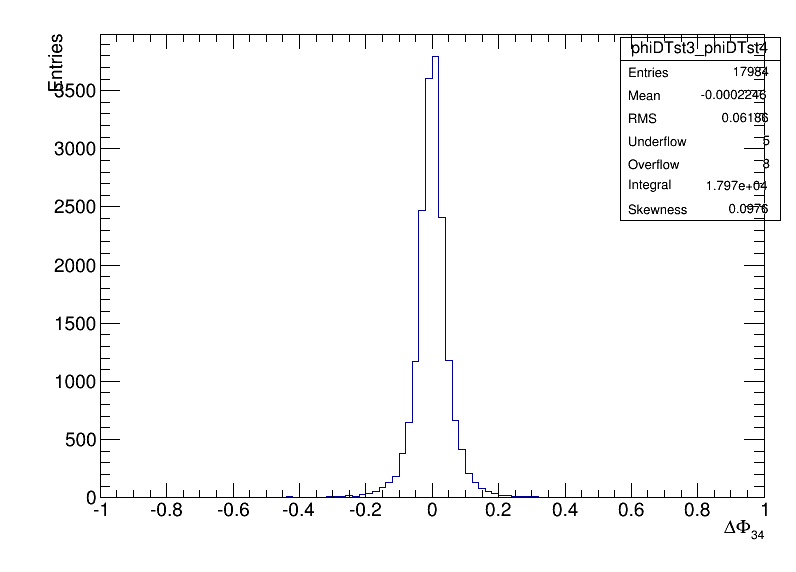 Entries
phiDTst3_phiDTst4
Entries 17984
Mean -0.0002246
RMS 0.06186
Underflow 5
Overflow 8
Integral 1.797e+04
Skewness 0.0976
3500
3000
2500
2000
1500
1000
500
0
-1 -0.8 -0.6 -0.4 -0.2 0 0.2 0.4 0.6 0.8 1
ΔΦ34